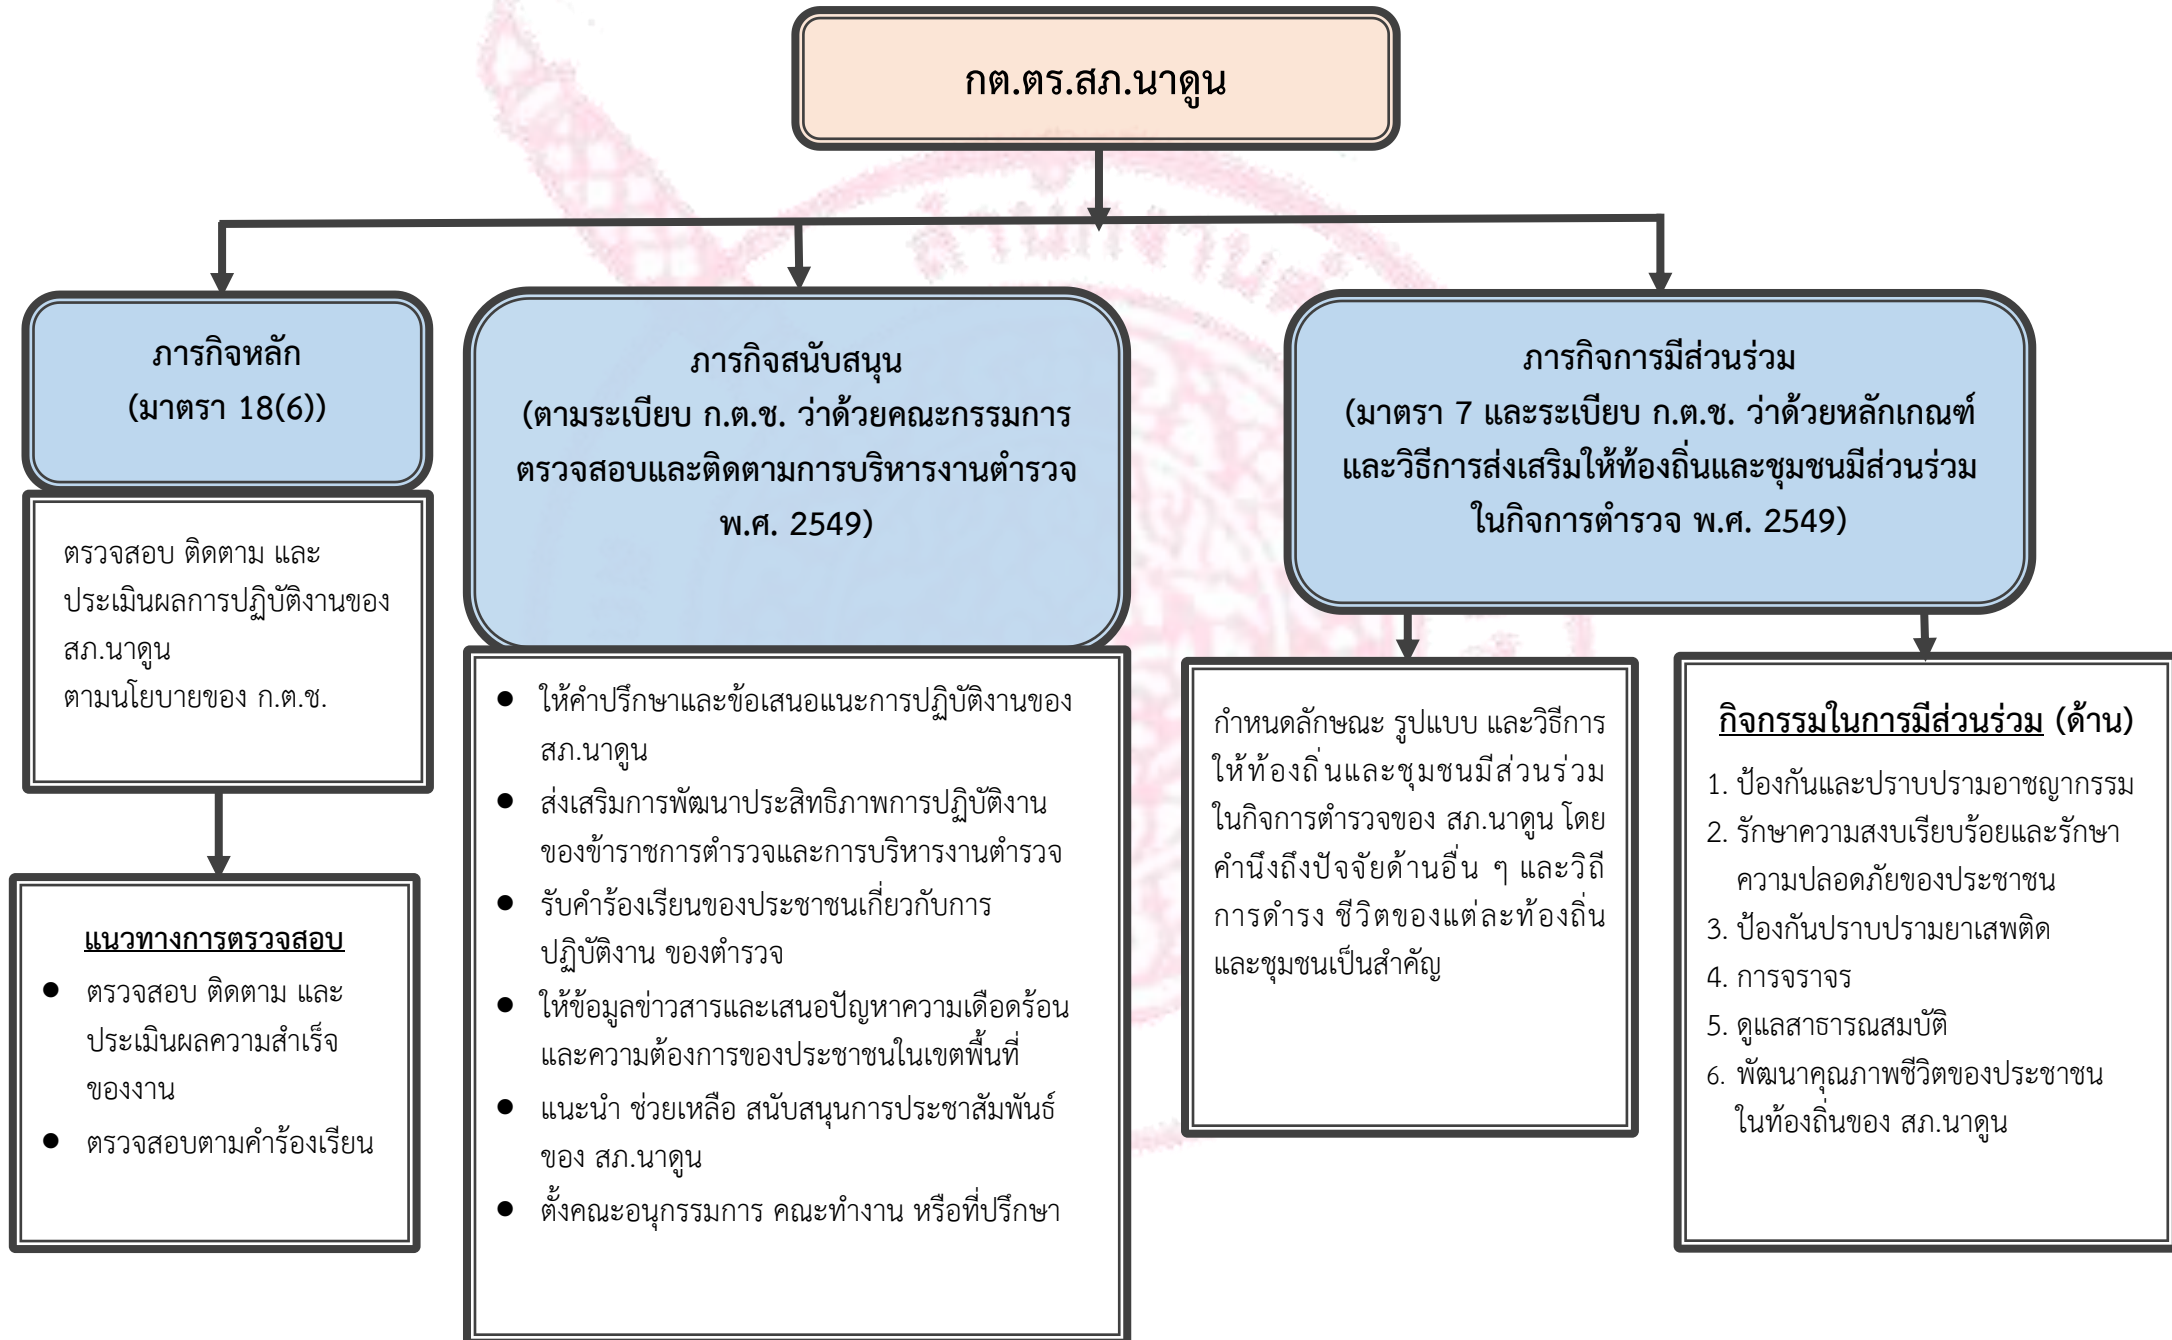 กต.ตร.สภ.นาดูน
ภารกิจหลัก
(มาตรา 18(6))
ตรวจสอบ ติดตาม และ
ประเมินผลการปฏิบัติงานของ
สภ.นาดูน
ตามนโยบายของ ก.ต.ช.
แนวทางการตรวจสอบ
● ตรวจสอบ ติดตาม และ
ประเมินผลความสำเร็จ
ของงาน
● ตรวจสอบตามคำร้องเรียน
ภารกิจสนับสนุน
(ตามระเบียบ ก.ต.ช. ว่าด้วยคณะกรรมการ
ตรวจสอบและติดตามการบริหารงานตำรวจ
พ.ศ. 2549)
● ให้คำปรึกษาและข้อเสนอแนะการปฏิบัติงานของ
สภ.นาดูน
● ส่งเสริมการพัฒนาประสิทธิภาพการปฏิบัติงาน
ของข้าราชการตำรวจและการบริหารงานตำรวจ
● รับคำร้องเรียนของประชาชนเกี่ยวกับการ
ปฏิบัติงาน ของตำรวจ
● ให้ข้อมูลข่าวสารและเสนอปัญหาความเดือดร้อน
และความต้องการของประชาชนในเขตพื้นที่
● แนะนำ ช่วยเหลือ สนับสนุนการประชาสัมพันธ์
ของ สภ.นาดูน
● ตั้งคณะอนุกรรมการ คณะทำงาน หรือที่ปรึกษา
ภารกิจการมีส่วนร่วม
(มาตรา 7 และระเบียบ ก.ต.ช. ว่าด้วยหลักเกณฑ์
และวิธีการส่งเสริมให้ท้องถิ่นและชุมชนมีส่วนร่วม
ในกิจการตำรวจ พ.ศ. 2549)
กำหนดลักษณะ รูปแบบ และวิธีการ
ให้ท้องถิ่นและชุมชนมีส่วนร่วม
ในกิจการตำรวจของ สภ.นาดูน โดย
คำนึงถึงปัจจัยด้านอื่น ๆ และวิถี
การดำรง ชีวิตของแต่ละท้องถิ่น
และชุมชนเป็นสำคัญ
กิจกรรมในการมีส่วนร่วม (ด้าน)
1. ป้องกันและปราบปรามอาชญากรรม
2. รักษาความสงบเรียบร้อยและรักษา
ความปลอดภัยของประชาชน
3. ป้องกันปราบปรามยาเสพติด
4. การจราจร
5. ดูแลสาธารณสมบัติ
6. พัฒนาคุณภาพชีวิตของประชาชน
ในท้องถิ่นของ สภ.นาดูน